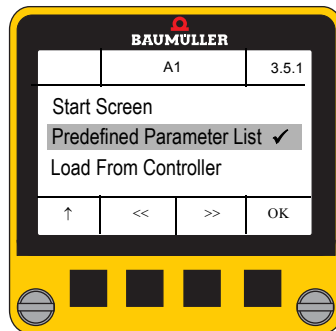 BAUMÜLLER
A1 3.5.1
Start Screen
Predefined Parameter List ✓
Load From Controller
↑ << >> OK